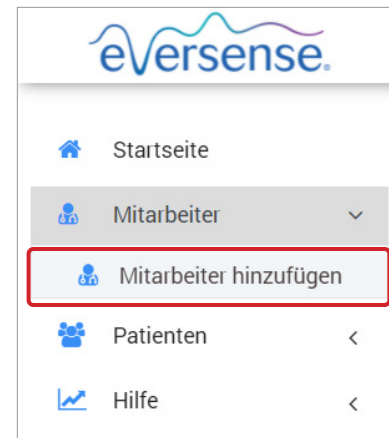 eversense®
Startseite
Mitarbeiter
Mitarbeiter hinzufügen
Patienten
Hilfe